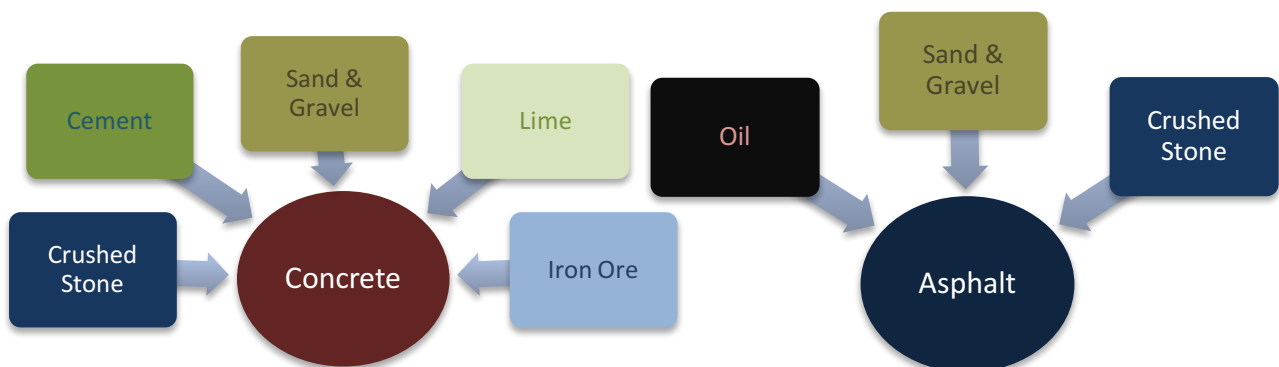 Cement
Sand &
Gravel
Lime
Crushed
Stone
Concrete
Iron Ore
Oil
Sand &
Gravel
Crushed
Stone
Asphalt